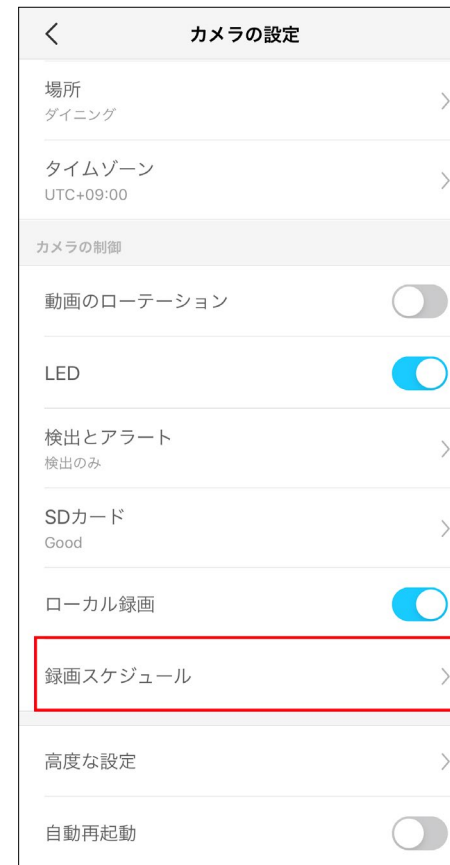 カメラの設定
場所
ダイニング
タイムゾーン
UTC+09:00
カメラの制御
動画のローテーション
LED
検出とアラート
検出のみ
SDカード
Good
ローカル録画
録画スケジュール
高度な設定
自動再起動